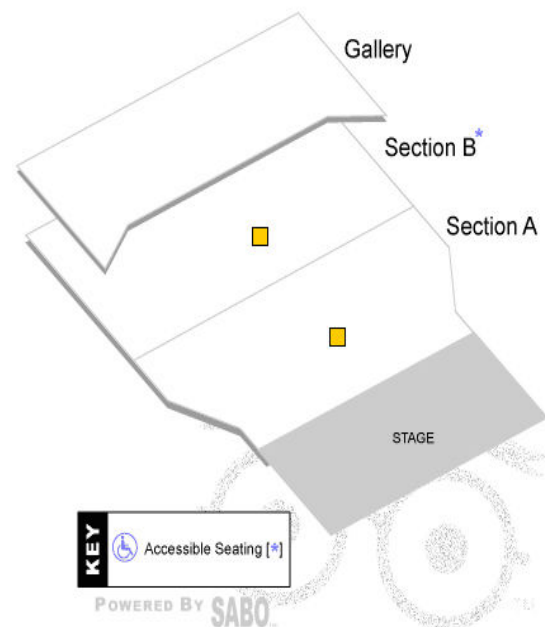 Gallery
Section B*
Section A
STAGE
KEY
Accessible Seating [*]
POWERED BY SABO